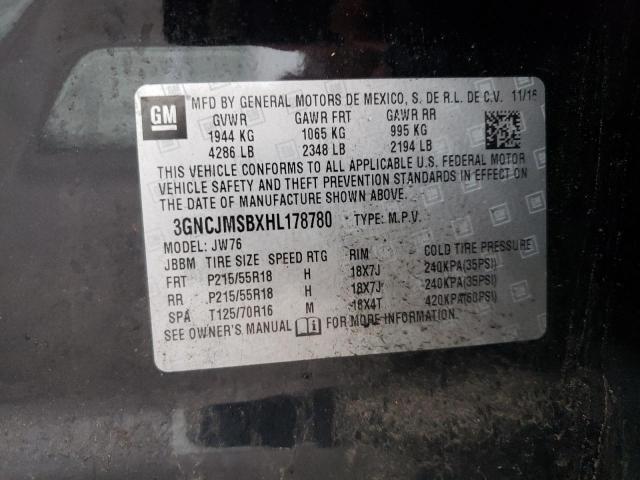 GM
MFD BY GENERAL MOTORS DE MEXICO, S. DE R.L. DE C.V. 11/16
GVWR GAWR FRT GAWR RR
1944 KG 1065 KG 995 KG
4286 LB 2348 LB 2194 LB
THIS VEHICLE CONFORMS TO ALL APPLICABLE U.S. FEDERAL MOTOR
VEHICLE SAFETY AND THEFT PREVENTION STANDARDS IN EFFECT ON
THE DATE OF MANUFACTURE SHOWN ABOVE.
3GNCJMSBXHL178780 TYPE: M.P.V.
MODEL: JW76
JBBM TIRE SIZE SPEED RTG RIM COLD TIRE PRESSURE
FRT P215/55R18 H 18X7J 240KPA(35PSI)
RR P215/55R18 H 18X7J 240KPA(35PSI)
SPA T125/70R16 M 16X4T 420KPA(60PSI)
SEE OWNER'S MANUAL FOR MORE INFORMATION.